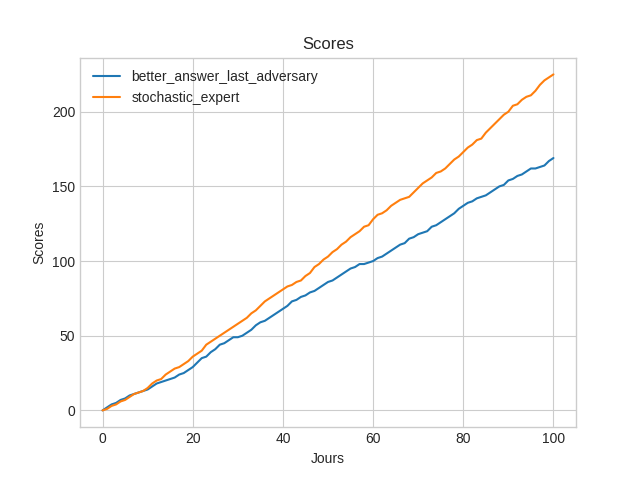 Scores
better_answer_last_adversary
stochastic_expert
Scores
200
150
100
50
0
0 20 40 60 80 100
Jours